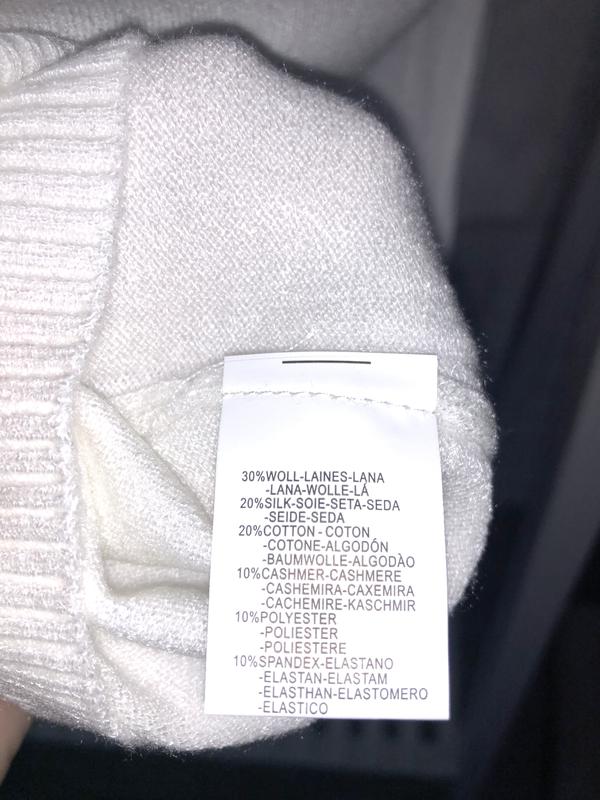 30%WOLL-LAINES-LANA
-LANA-WOLLE-LÁ
20%SILK-SOIE-SETA-SEDA
-SEIDE-SEDA
20%COTTON-COTON
-COTONE-ALGODÓN
-BAUMWOLLE-ALGODÀO
10%CASHMER-CASHMERE
-CASHEMIRA-CAXEMIRA
-CACHEMIRE-KASCHMIR
10%POLYESTER
-POLIESTER
-POLIESTERE
10%SPANDEX-ELASTANO
-ELASTAN-ELASTAM
-ELASTHAN-ELASTOMERO
-ELASTICO